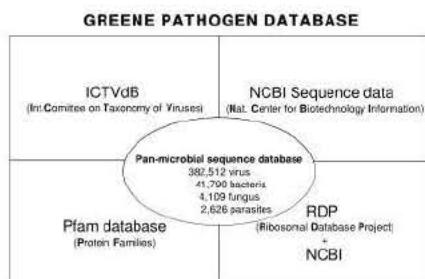 GREENE PATHOGEN DATABASE
ICTVdB
(Int.Comitee on Taxonomy of Viruses)
NCBI Sequence data
(Nat. Center for Biotechnology Information)
Pan-microbial sequence database
382,512 virus
41,790 bacteris
4,109 fungus
2,626 parasites
Pfam database
(Protein Families)
RDP
(Ribosomal Database Project)
+
NCBI